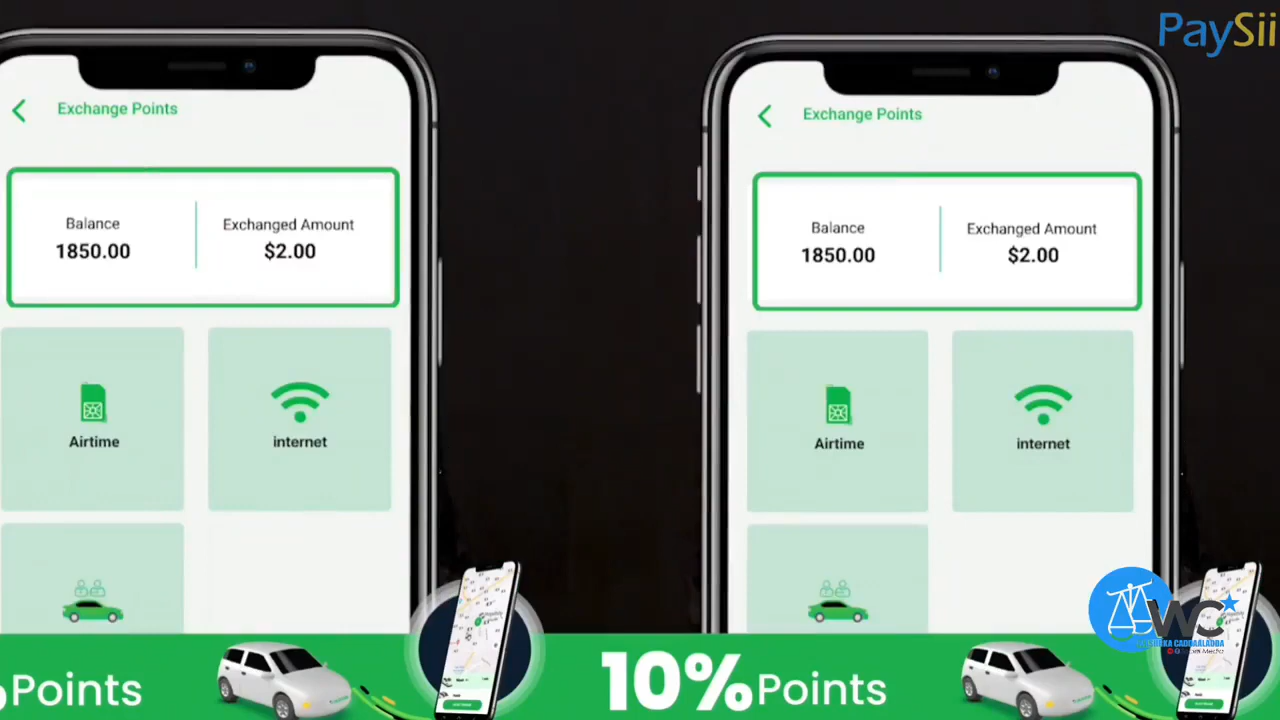 PaySii
Exchange Points
Balance
1850.00
Exchanged Amount
$2.00
Airtime
internet
%Points
Exchange Points
Balance
1850.00
Exchanged Amount
$2.00
Airtime
internet
10%Points
WC